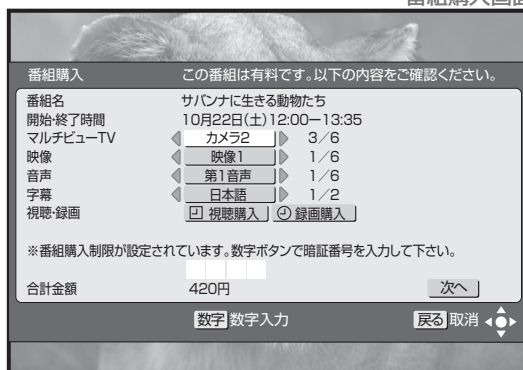 番組購入画面
番組購入 この番組は有料です。以下の内容をご確認ください。
番組名 サバンナに生きる動物たち
開始・終了時間 10月22日(土)12:00ー13:35
マルチビューTV カメラ2 3/6
映像 映像1 1/6
音声 第1音声 1/6
字幕 日本語 1/2
視聴・録画 視聴購入 録画購入
※番組購入制限が設定されています。数字ボタンで暗証番号を入力して下さい。
合計金額 420円 次へ
数字 数字入力 戻る 取消